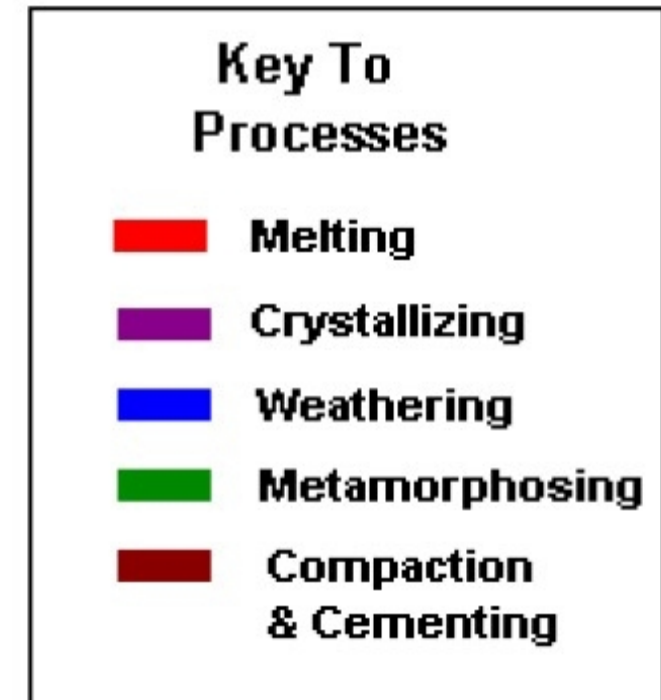 Key To
Processes
Melting
Crystallizing
Weathering
Metamorphosing
Compaction
& Cementing